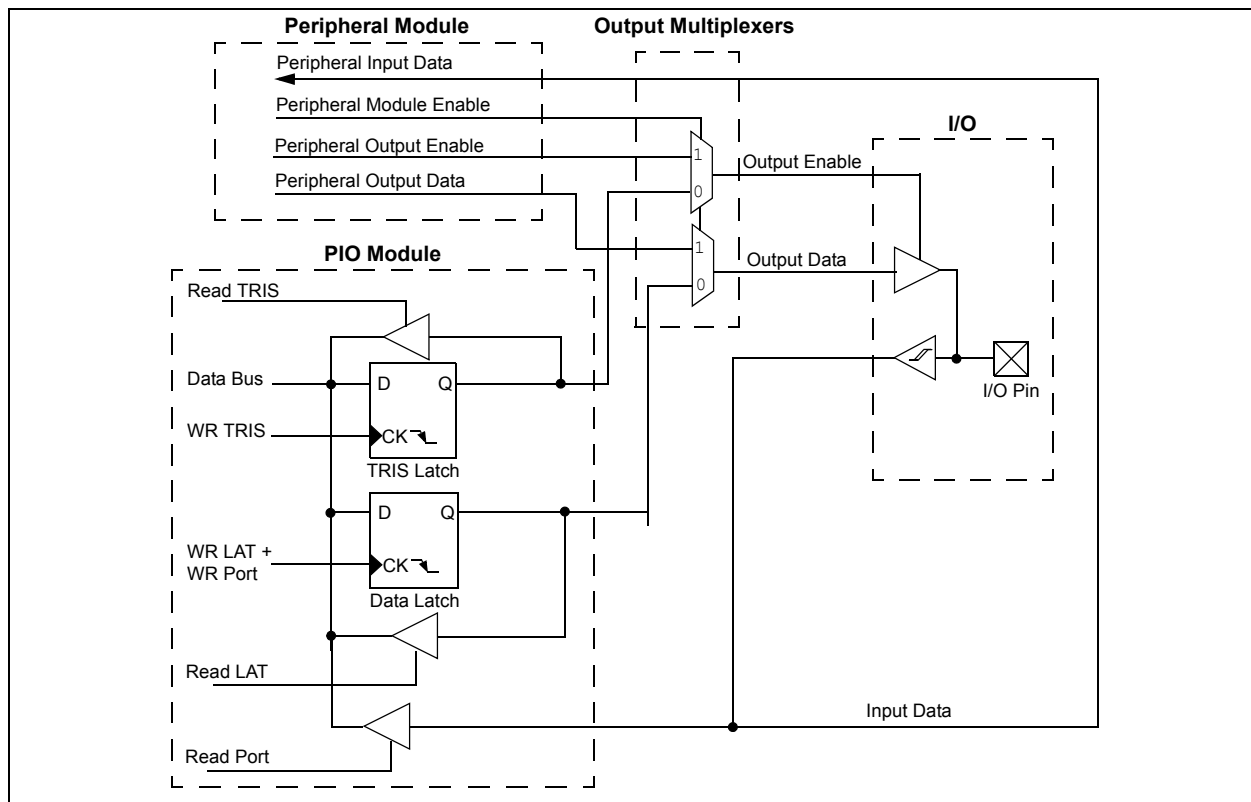 Peripheral Module
Output Multiplexers
Peripheral Input Data
Peripheral Module Enable
Peripheral Output Enable
Peripheral Output Data
1
0
1
0
Output Enable
Output Data
I/O
I/O Pin
PIO Module
Read TRIS
Data Bus
D
Q
WR TRIS
CK
TRIS Latch
D
Q
WR LAT +
WR Port
CK
Data Latch
Read LAT
Read Port
Input Data